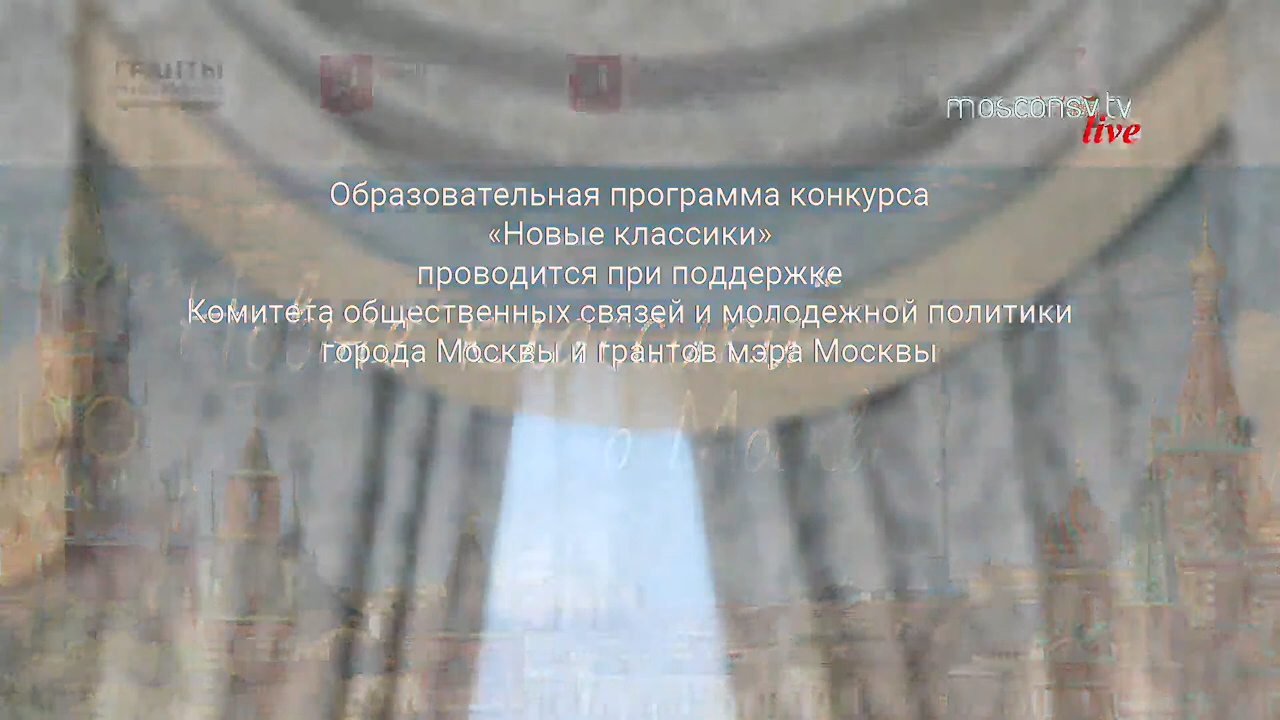 ГРАНТЫ
mosconsv.tv
live
Образовательная программа конкурса
«Новые классики»
проводится при поддержке
Комитета общественных связей и молодежной политики
города Москвы и грантов мэра Москвы